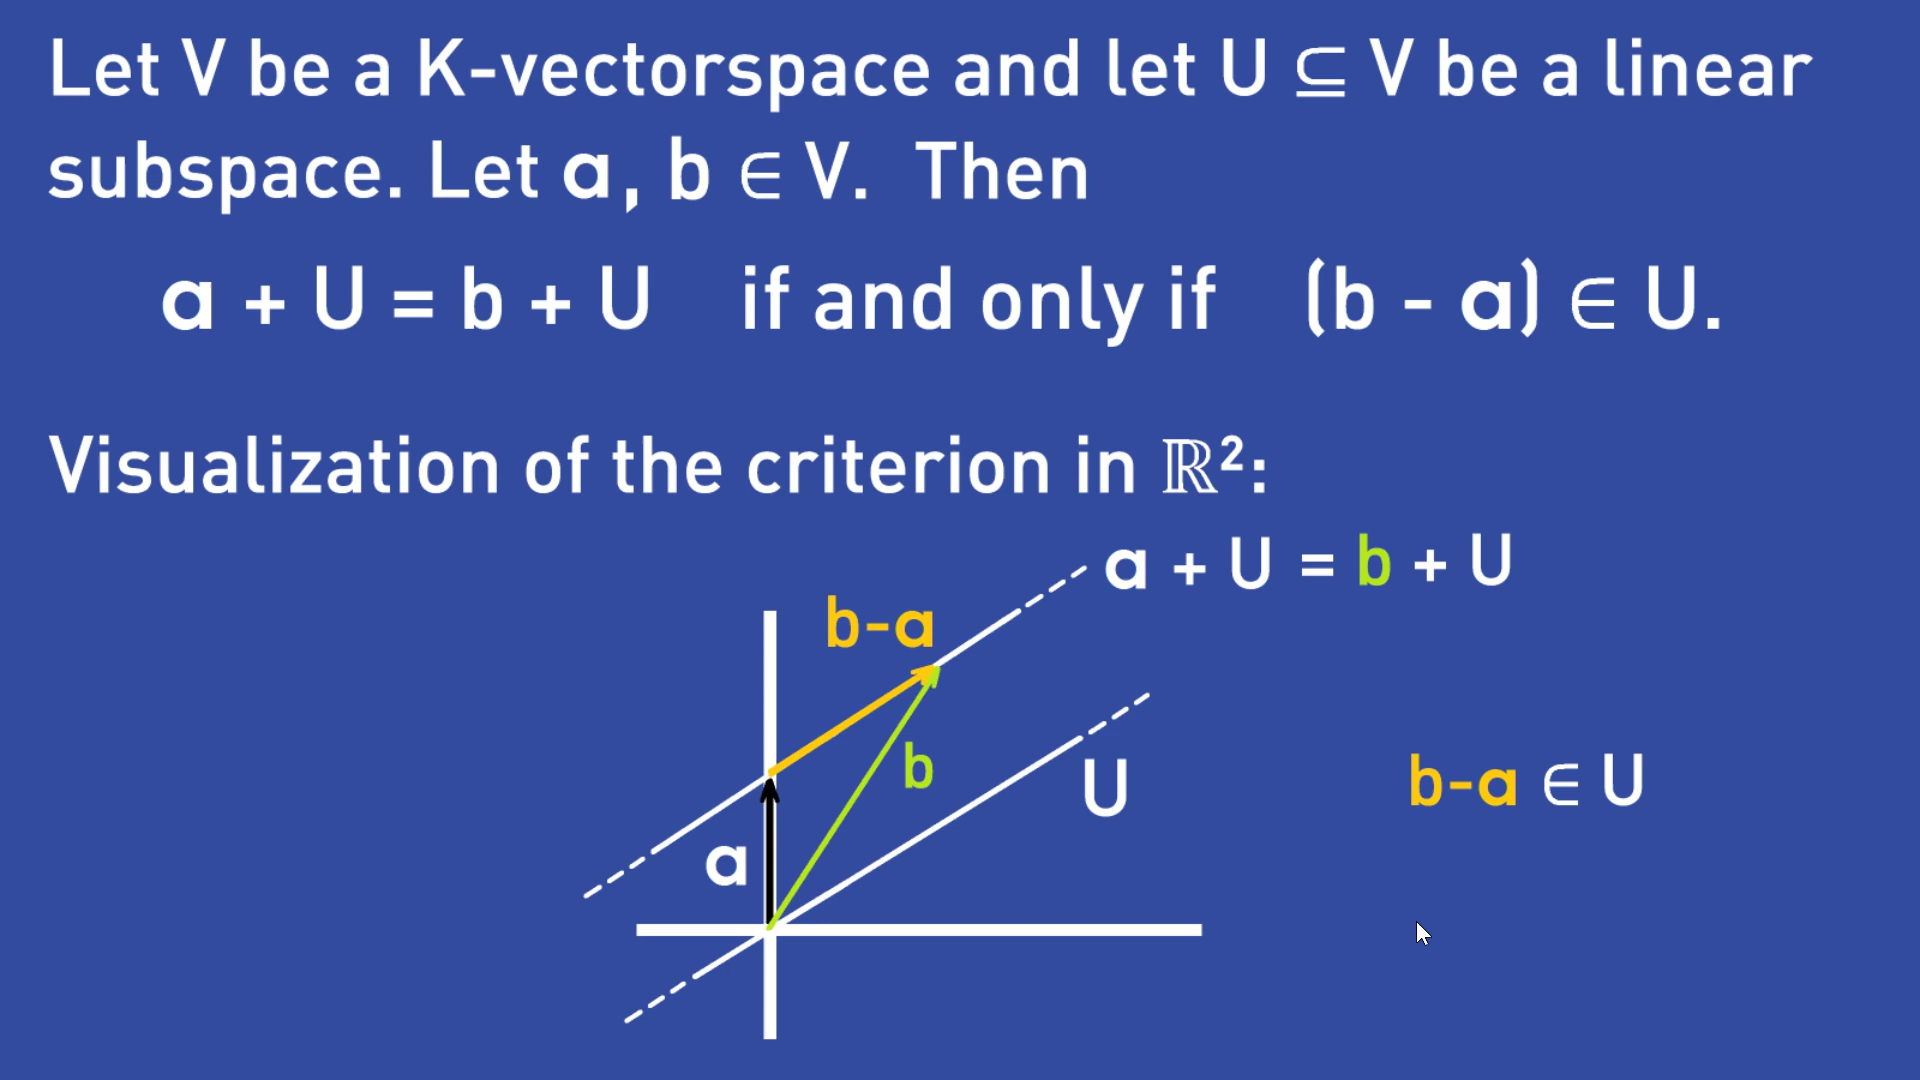 Let V be a K-vectorspace and let U ⊆ V be a linear
subspace. Let a, b ∈ V. Then
a + U = b + U if and only if (b - a) ∈ U.
Visualization of the criterion in ℝ²:
a + U = b + U
b-a
b
U
b-a ∈ U
a